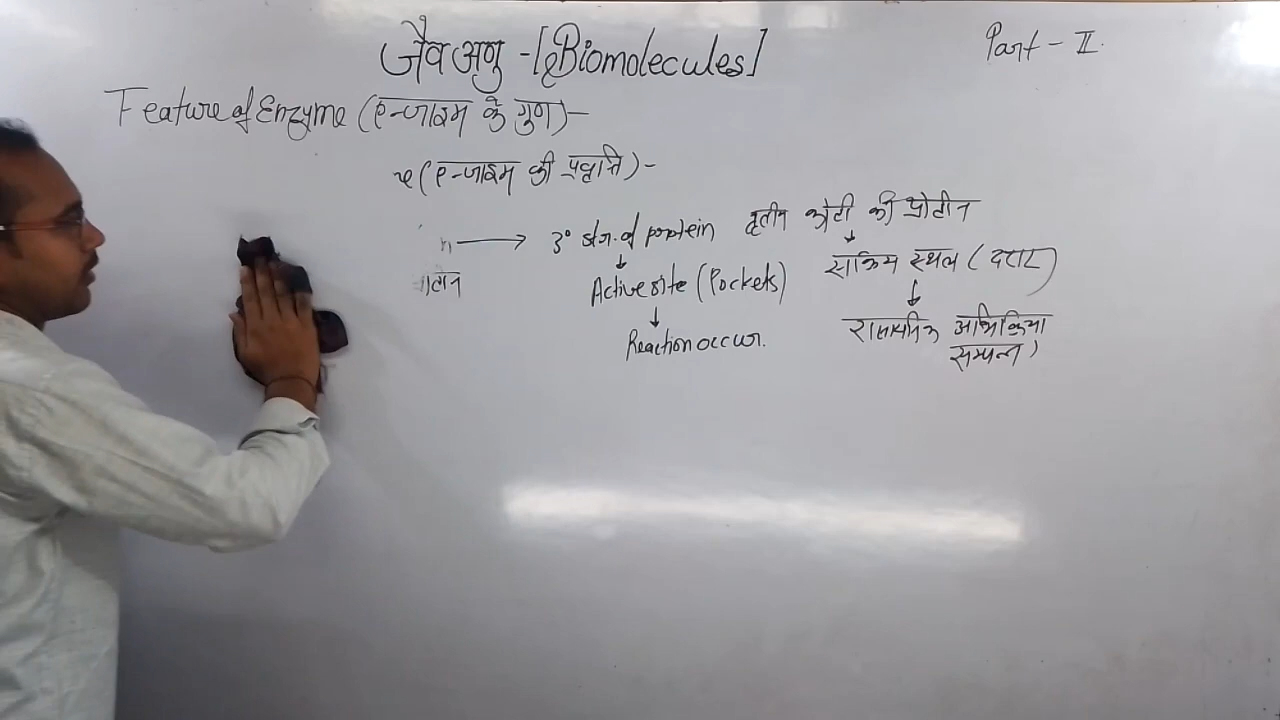 जैव अणु -[Biomolecules]
Part - II.
Feature of Enzyme (एन्जाइम के गुण)-
(एन्जाइम की प्रवृत्ति)-
→ 3° str. of protein तृतीय कोटी की प्रोटीन
↓ ↓
Active site (Pockets) सक्रिय स्थल (दरार)
↓ ↓
Reaction occur. रासायनिक अभिक्रिया
सम्पन्न)